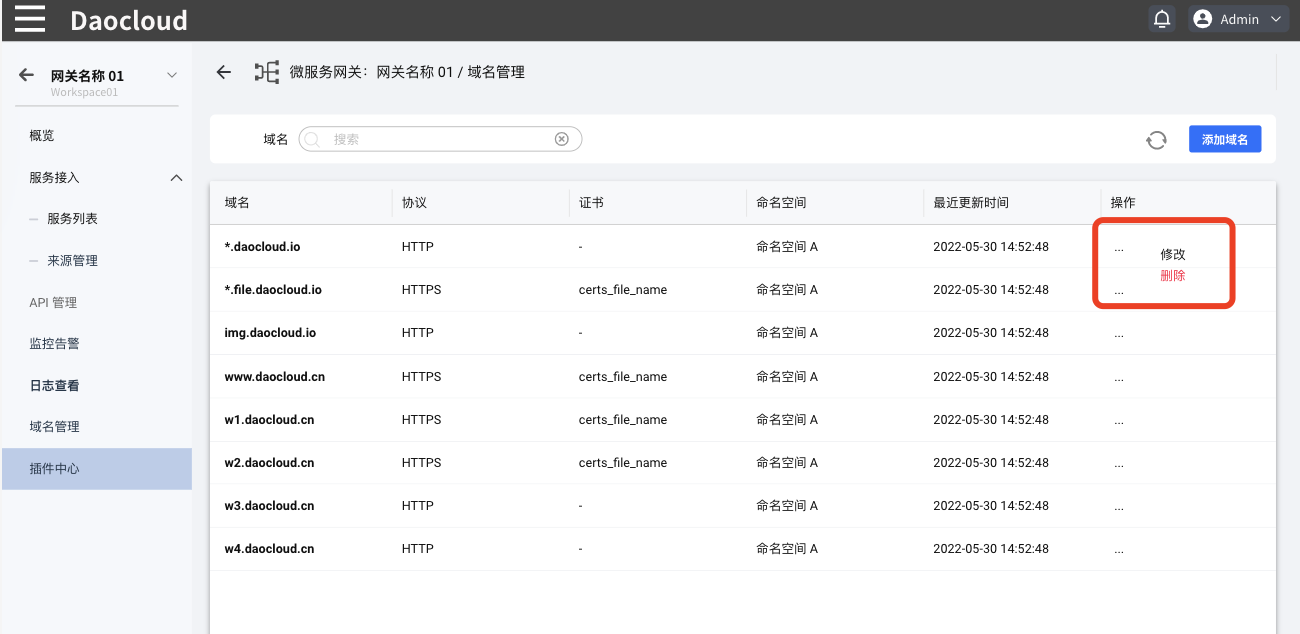 Daocloud
Admin
网关名称 01
Workspace01
概览
服务接入
服务列表
来源管理
API 管理
监控告警
日志查看
域名管理
插件中心
微服务网关：网关名称 01 / 域名管理
域名 搜索 添加域名
域名 协议 证书 命名空间 最近更新时间 操作
*.daocloud.io HTTP - 命名空间 A 2022-05-30 14:52:48 ...
修改
删除
*.file.daocloud.io HTTPS certs_file_name 命名空间 A 2022-05-30 14:52:48 ...
img.daocloud.io HTTP - 命名空间 A 2022-05-30 14:52:48 ...
www.daocloud.cn HTTPS certs_file_name 命名空间 A 2022-05-30 14:52:48 ...
w1.daocloud.cn HTTPS certs_file_name 命名空间 A 2022-05-30 14:52:48 ...
w2.daocloud.cn HTTPS certs_file_name 命名空间 A 2022-05-30 14:52:48 ...
w3.daocloud.cn HTTP - 命名空间 A 2022-05-30 14:52:48 ...
w4.daocloud.cn HTTP - 命名空间 A 2022-05-30 14:52:48 ...